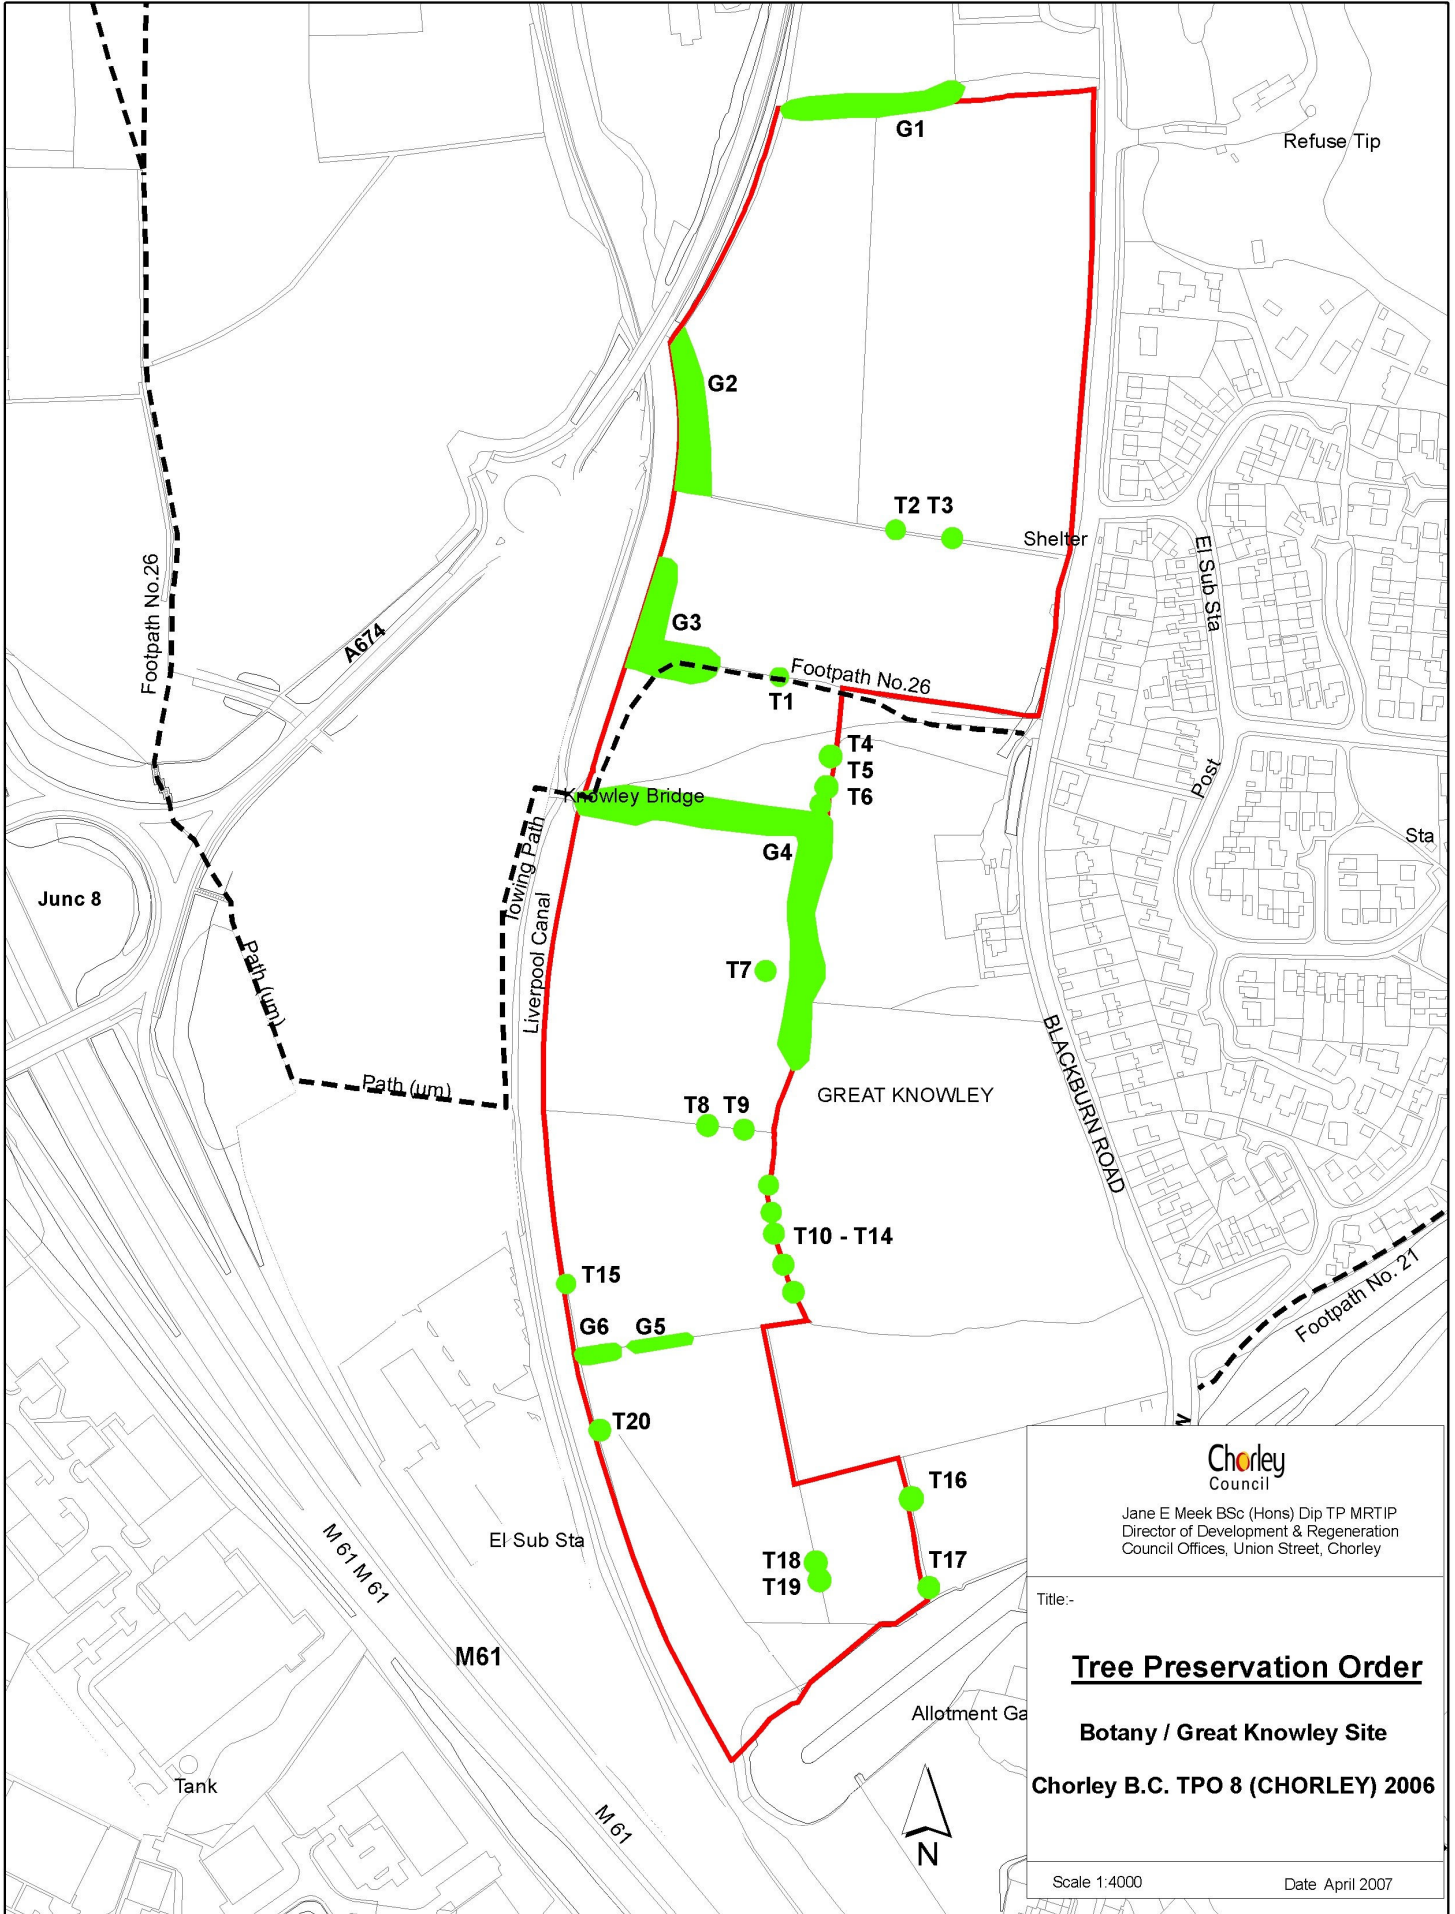 G1
Refuse Tip
G2
T2 T3
Shelter
El Sub Sta
Footpath No.26
A674
G3
Footpath No.26
T1
T4
T5
T6
Post
Knowley Bridge
Sta
G4
Towing Path
Liverpool Canal
Junc 8
T7
Path (um)
Path (um)
GREAT KNOWLEY
BLACKBURN ROAD
T8 T9
T10 - T14
T15
G6 G5
Footpath No. 21
T20
T16
El Sub Sta
M 61 M 61
T18
T19
T17
M61
Allotment Ga
Tank
M 61
N
Chorley
Council
Jane E Meek BSc (Hons) Dip TP MRTIP
Director of Development & Regeneration
Council Offices, Union Street, Chorley
Title:-
Tree Preservation Order
Botany / Great Knowley Site
Chorley B.C. TPO 8 (CHORLEY) 2006
Scale 1:4000
Date April 2007